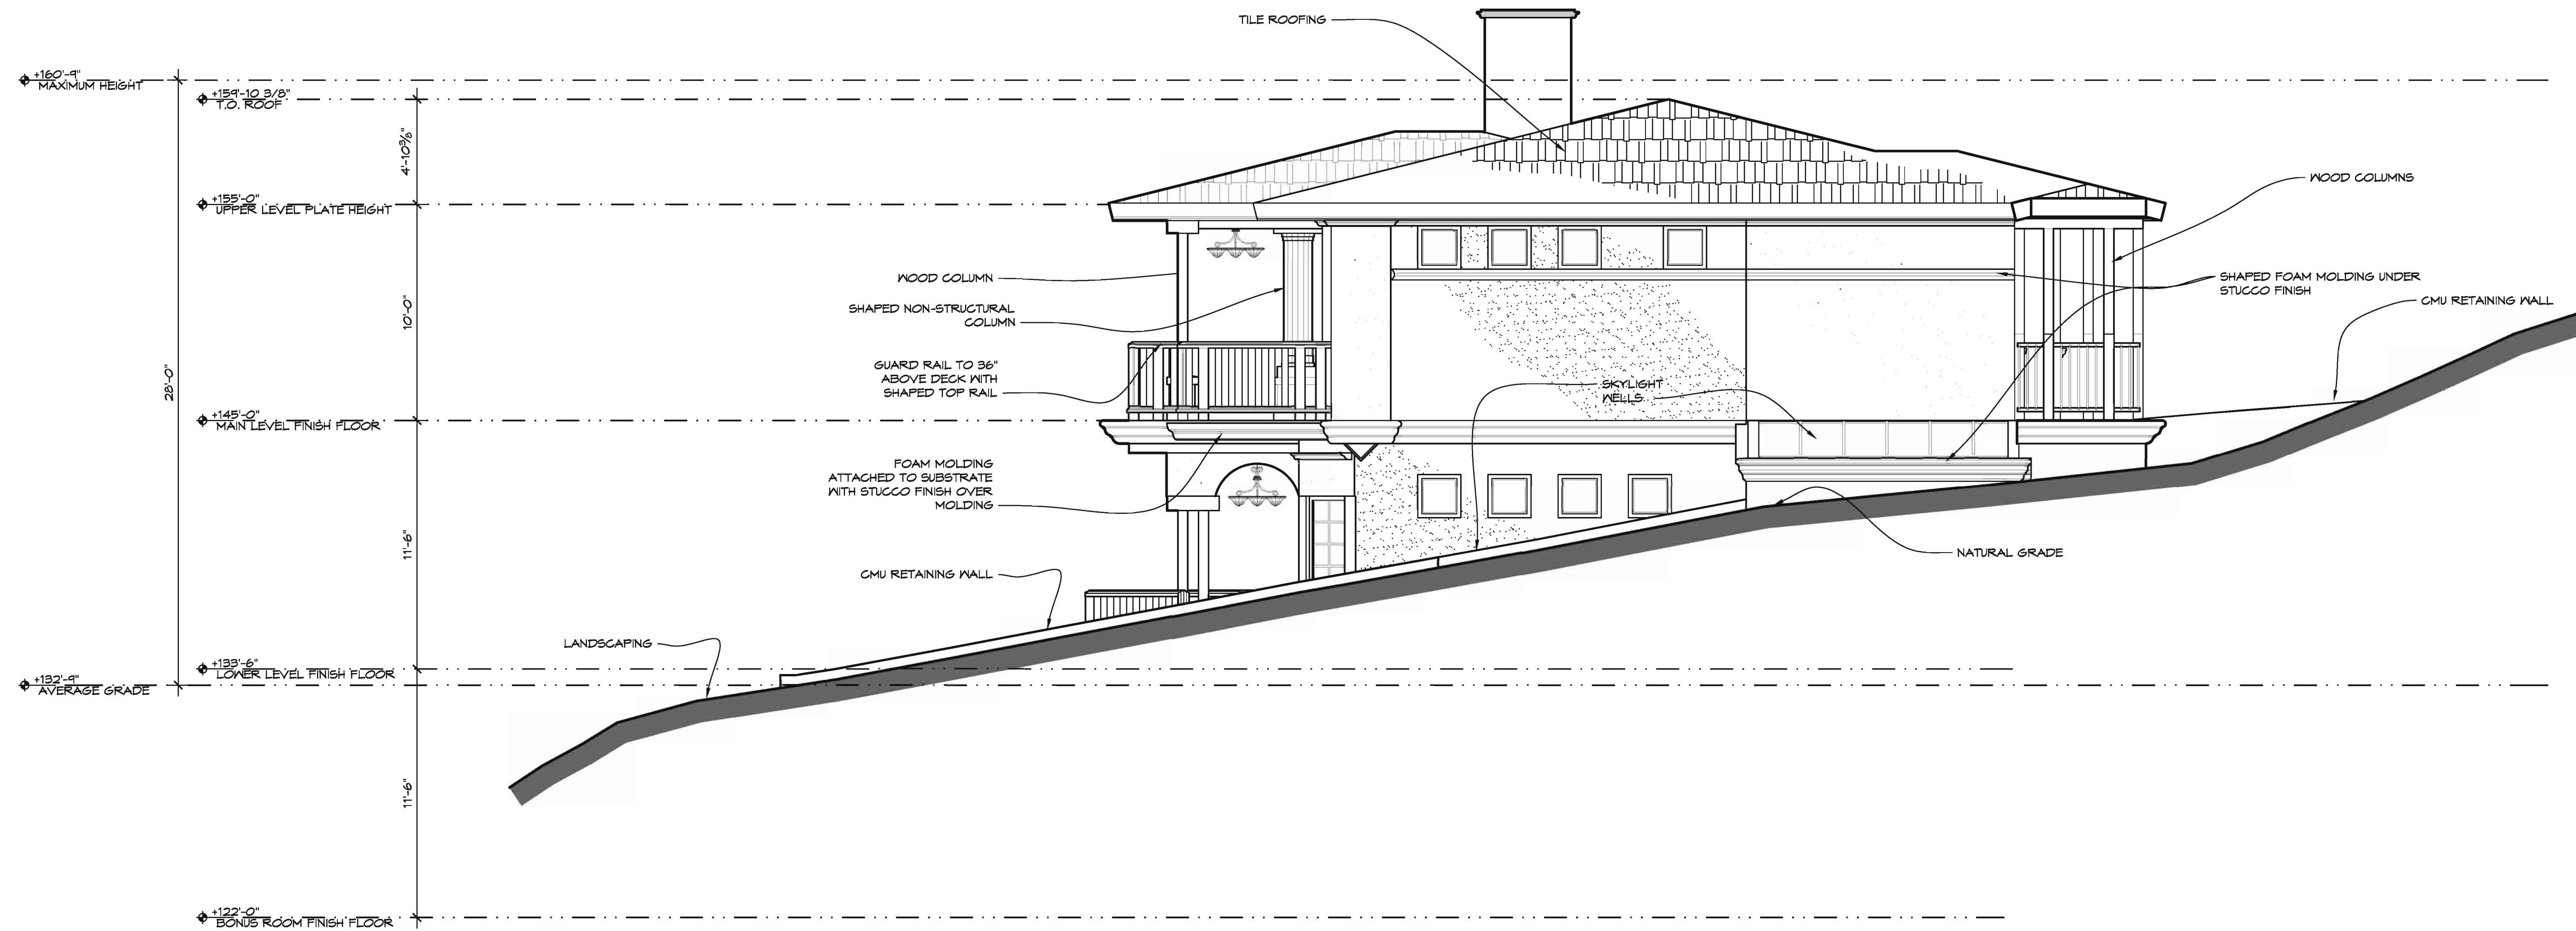 TILE ROOFING
+160'-9"
MAXIMUM HEIGHT
+159'-10 3/8"
T.O. ROOF
4'-10⅜"
WOOD COLUMNS
+155'-0"
UPPER LEVEL PLATE HEIGHT
WOOD COLUMN
SHAPED FOAM MOLDING UNDER
STUCCO FINISH
CMU RETAINING WALL
SHAPED NON-STRUCTURAL
COLUMN
10'-0"
28'-0"
GUARD RAIL TO 36"
ABOVE DECK WITH
SHAPED TOP RAIL
SKYLIGHT
WELLS
+145'-0"
MAIN LEVEL FINISH FLOOR
FOAM MOLDING
ATTACHED TO SUBSTRATE
WITH STUCCO FINISH OVER
MOLDING
11'-6"
NATURAL GRADE
CMU RETAINING WALL
LANDSCAPING
+133'-6"
LOWER LEVEL FINISH FLOOR
+132'-9"
AVERAGE GRADE
11'-6"
+122'-0"
BONUS ROOM FINISH FLOOR